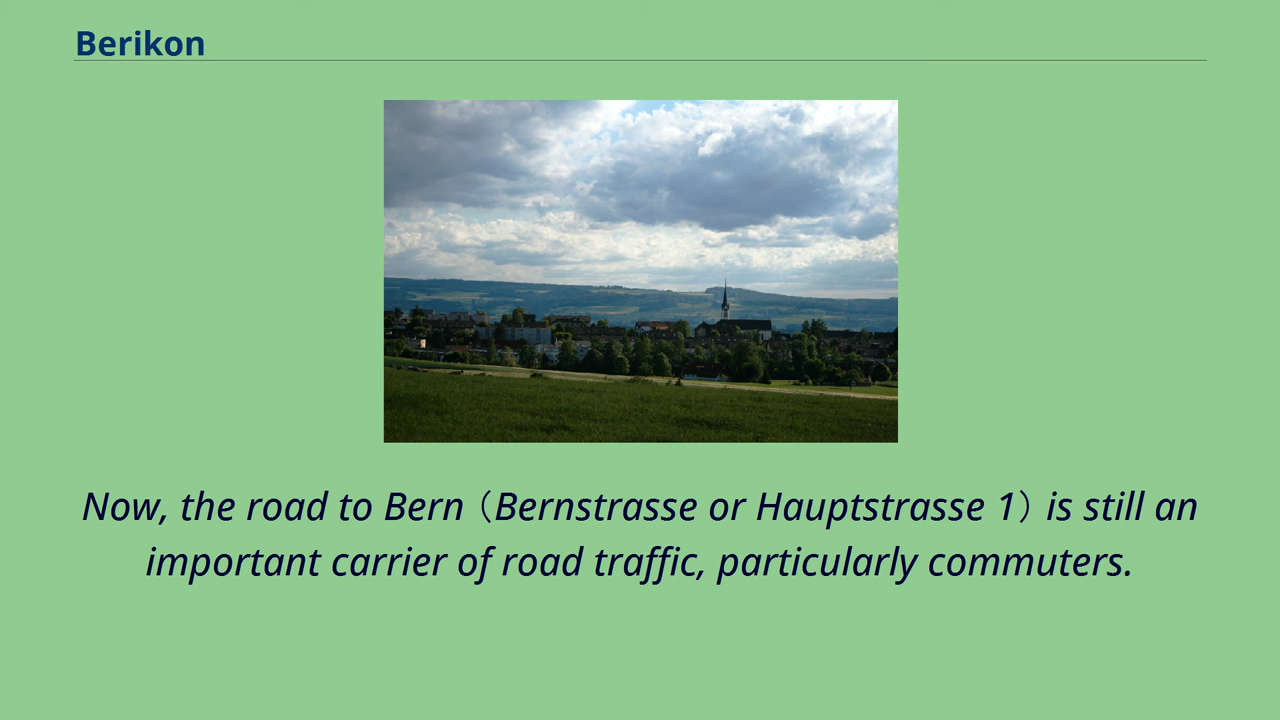 Berikon
Now, the road to Bern（Bernstrasse or Hauptstrasse 1）is still an
important carrier of road traffic, particularly commuters.